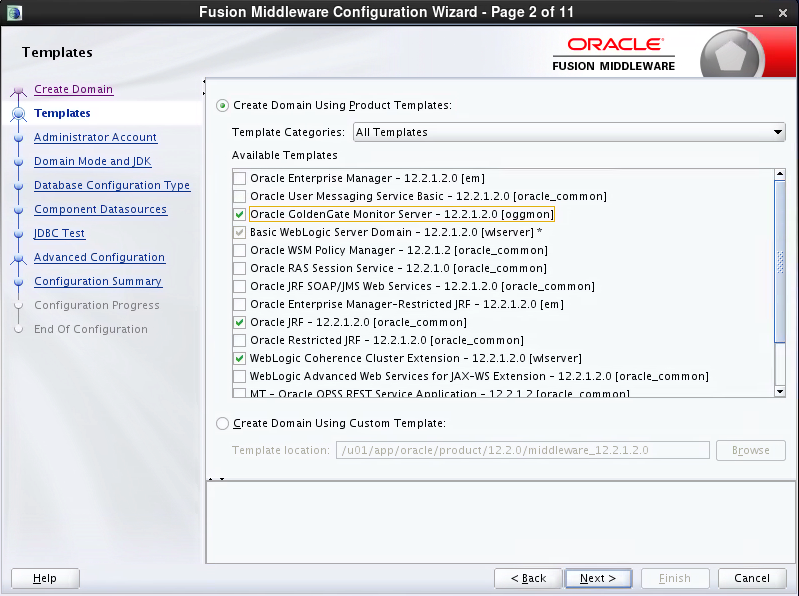 Fusion Middleware Configuration Wizard - Page 2 of 11
Templates
ORACLE
FUSION MIDDLEWARE
Create Domain
Templates
Administrator Account
Domain Mode and JDK
Database Configuration Type
Component Datasources
JDBC Test
Advanced Configuration
Configuration Summary
Configuration Progress
End Of Configuration
Create Domain Using Product Templates:
Template Categories: All Templates
Available Templates
Oracle Enterprise Manager - 12.2.1.2.0 [em]
Oracle User Messaging Service Basic - 12.2.1.2.0 [oracle_common]
Oracle GoldenGate Monitor Server - 12.2.1.2.0 [oggmon]
Basic WebLogic Server Domain - 12.2.1.2.0 [wlserver] *
Oracle WSM Policy Manager - 12.2.1.2 [oracle_common]
Oracle RAS Session Service - 12.2.1.0 [oracle_common]
Oracle JRF SOAP/JMS Web Services - 12.2.1.2.0 [oracle_common]
Oracle Enterprise Manager-Restricted JRF - 12.2.1.2.0 [em]
Oracle JRF - 12.2.1.2.0 [oracle_common]
Oracle Restricted JRF - 12.2.1.2.0 [oracle_common]
WebLogic Coherence Cluster Extension - 12.2.1.2.0 [wlserver]
WebLogic Advanced Web Services for JAX-WS Extension - 12.2.1.2.0 [oracle_common]
MT - Oracle OPSS REST Service Application - 12.2.1.2 [oracle_common]
Create Domain Using Custom Template:
Template location: /u01/app/oracle/product/12.2.0/middleware_12.2.1.2.0 Browse
Help < Back Next > Finish Cancel